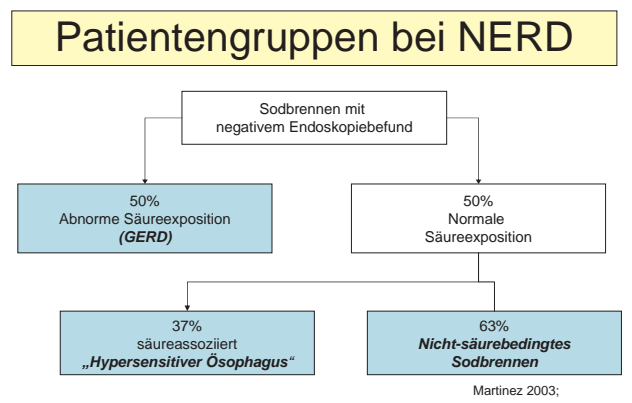 Patientengruppen bei NERD
Sodbrennen mit
negativem Endoskopiebefund
50%
Abnorme Säureexposition
(GERD)
50%
Normale
Säureexposition
37%
säureassoziiert
„Hypersensitiver Ösophagus“
63%
Nicht-säurebedingtes
Sodbrennen
Martinez 2003;